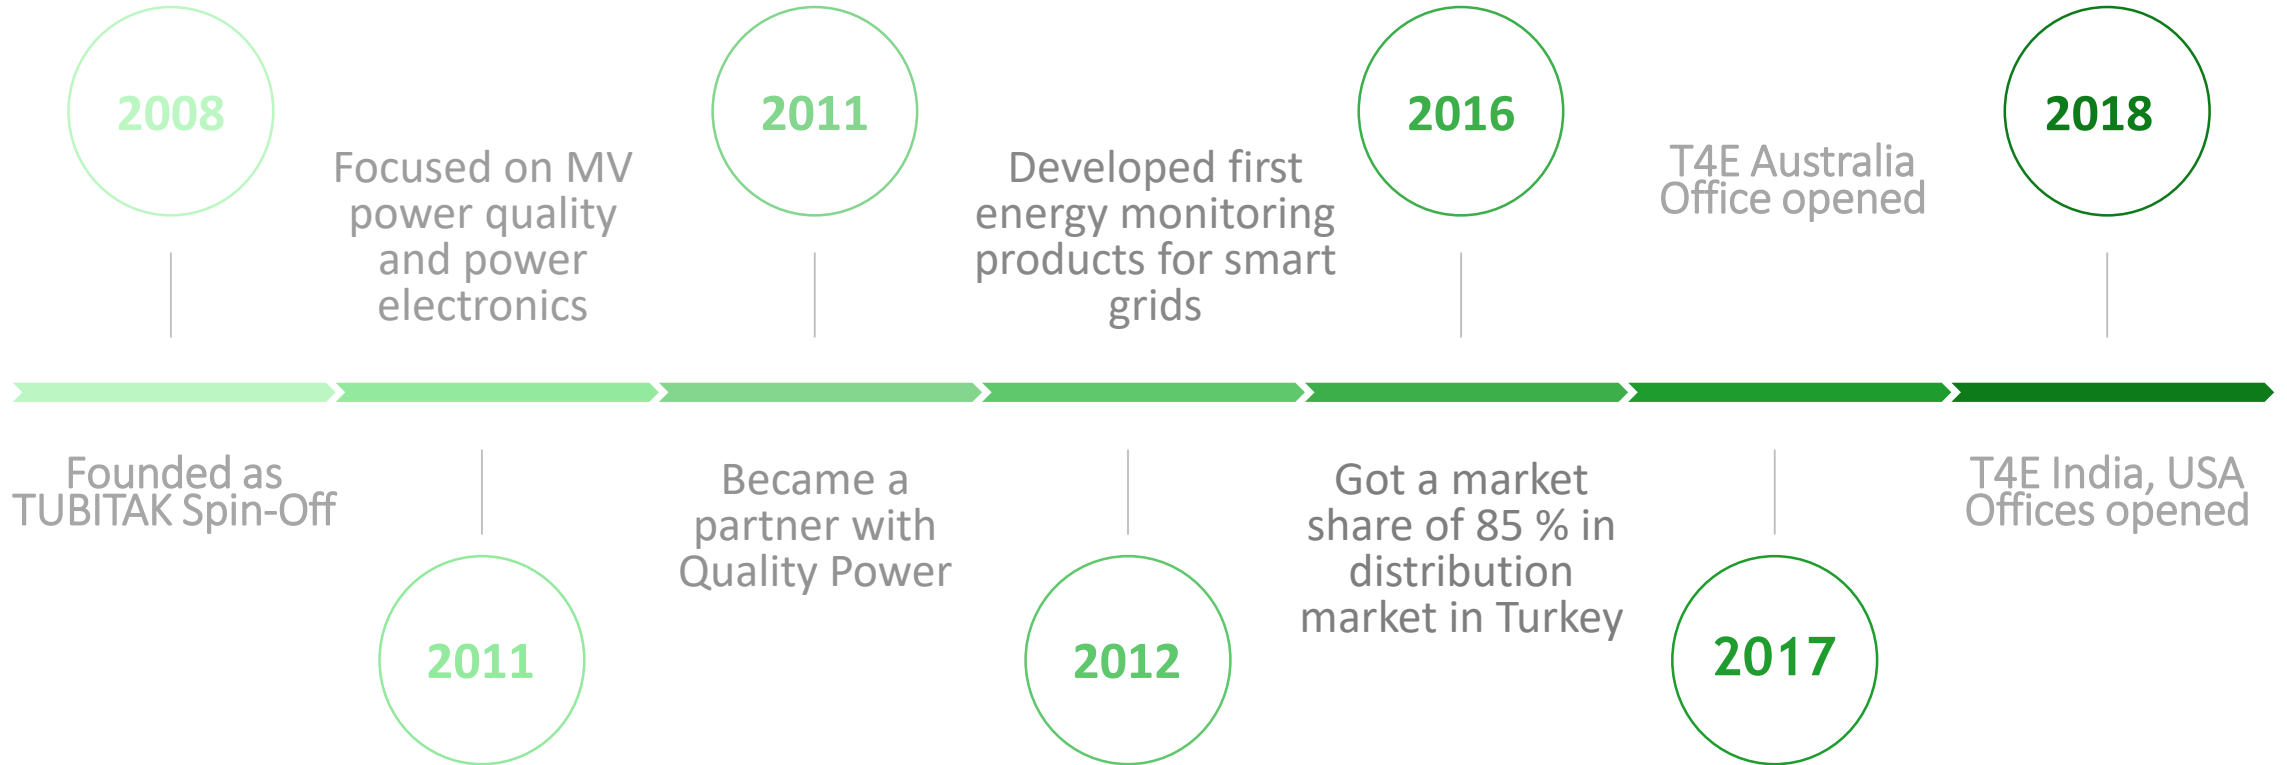 2008
Founded as
TUBITAK Spin-Off
Focused on MV
power quality
and power
electronics
2011
2011
Became a
partner with
Quality Power
Developed first
energy monitoring
products for smart
grids
2012
2016
Got a market
share of 85 % in
distribution
market in Turkey
T4E Australia
Office opened
2017
2018
T4E India, USA
Offices opened